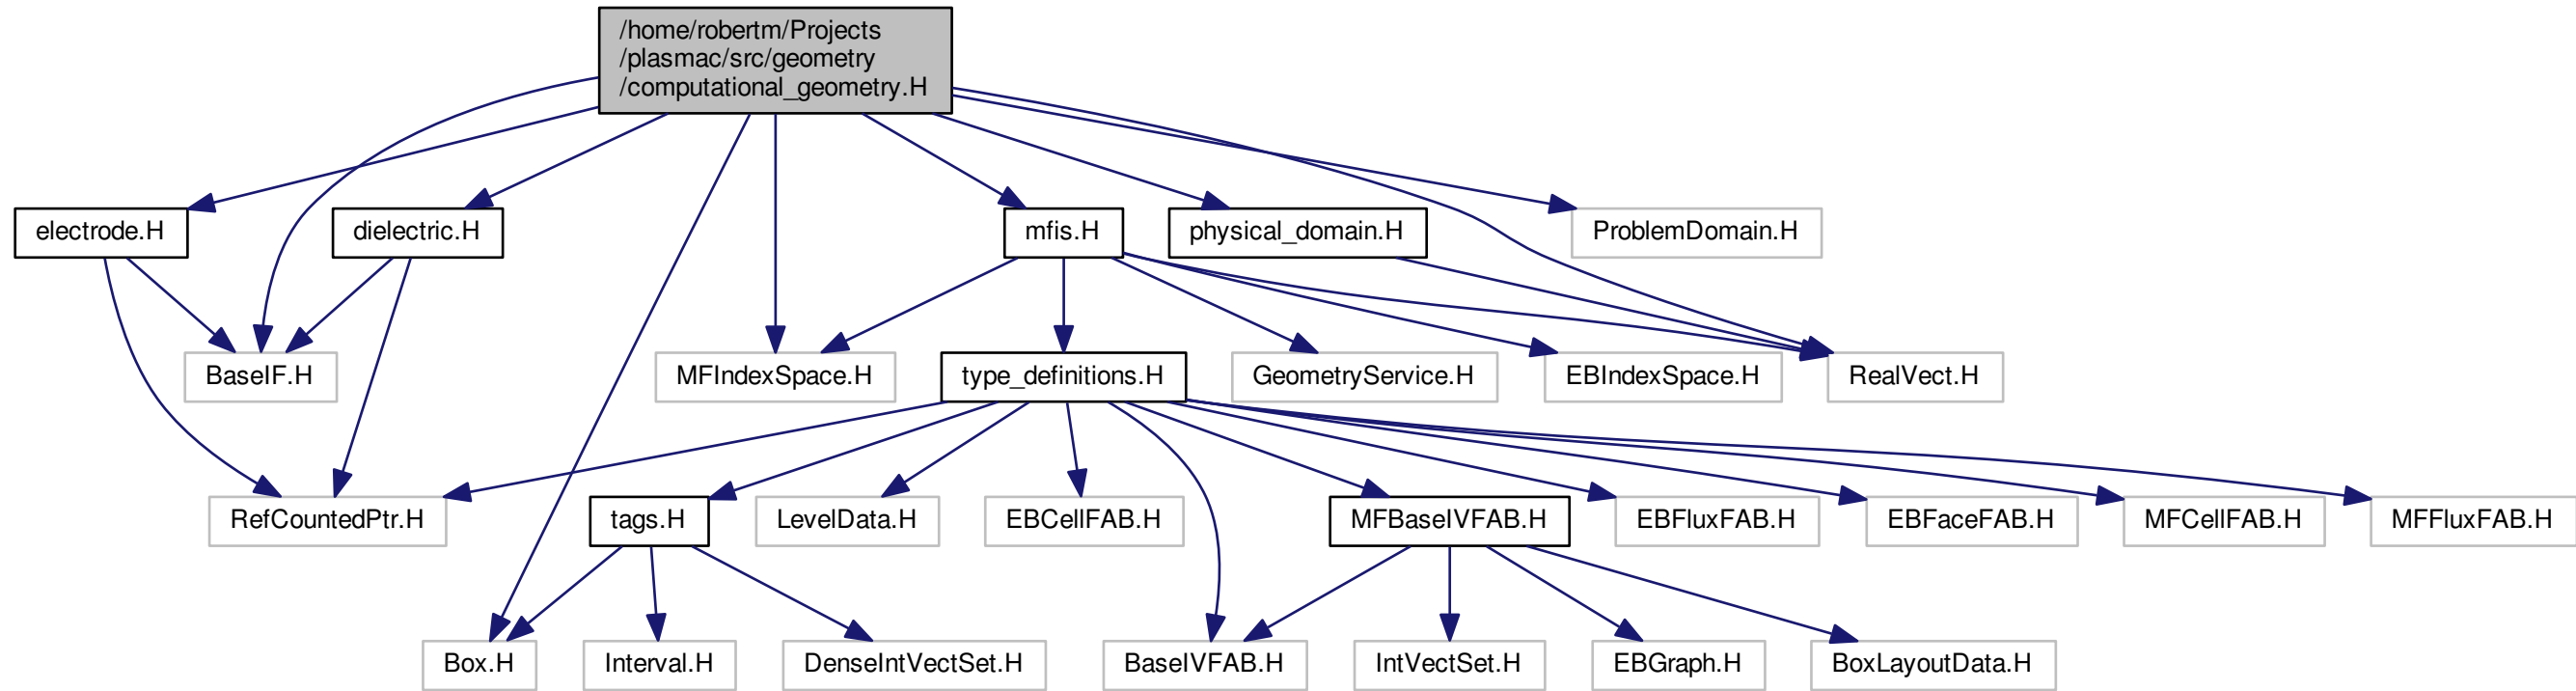 /home/robertm/Projects
/plasmac/src/geometry
/computational_geometry.H
electrode.H
dielectric.H
mfis.H
physical_domain.H
ProblemDomain.H
BaseIF.H
MFIndexSpace.H
type_definitions.H
GeometryService.H
EBIndexSpace.H
RealVect.H
RefCountedPtr.H
tags.H
LevelData.H
EBCellFAB.H
MFBaseIVFAB.H
EBFluxFAB.H
EBFaceFAB.H
MFCellFAB.H
MFFluxFAB.H
Box.H
Interval.H
DenseIntVectSet.H
BaseIVFAB.H
IntVectSet.H
EBGraph.H
BoxLayoutData.H